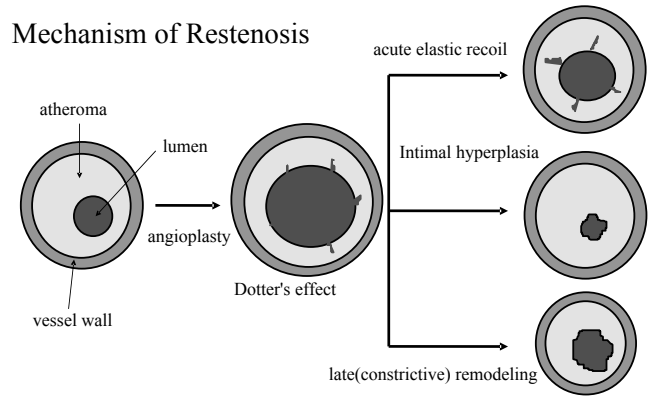 Mechanism of Restenosis
acute elastic recoil
atheroma
lumen
Intimal hyperplasia
angioplasty
Dotter's effect
vessel wall
late(constrictive) remodeling